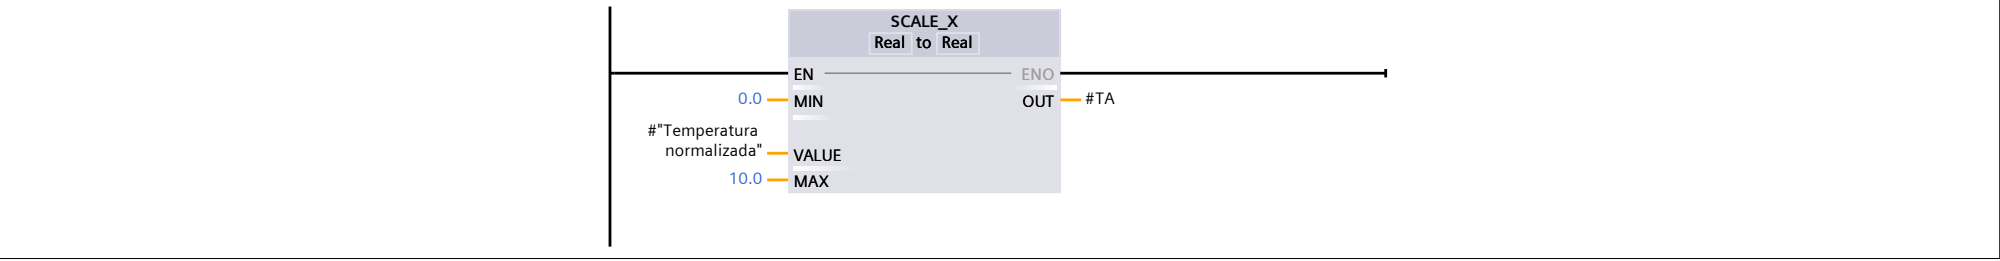 SCALE_X
Real to Real
EN ENO
0.0 MIN OUT #TA
#"Temperatura
normalizada" VALUE
10.0 MAX